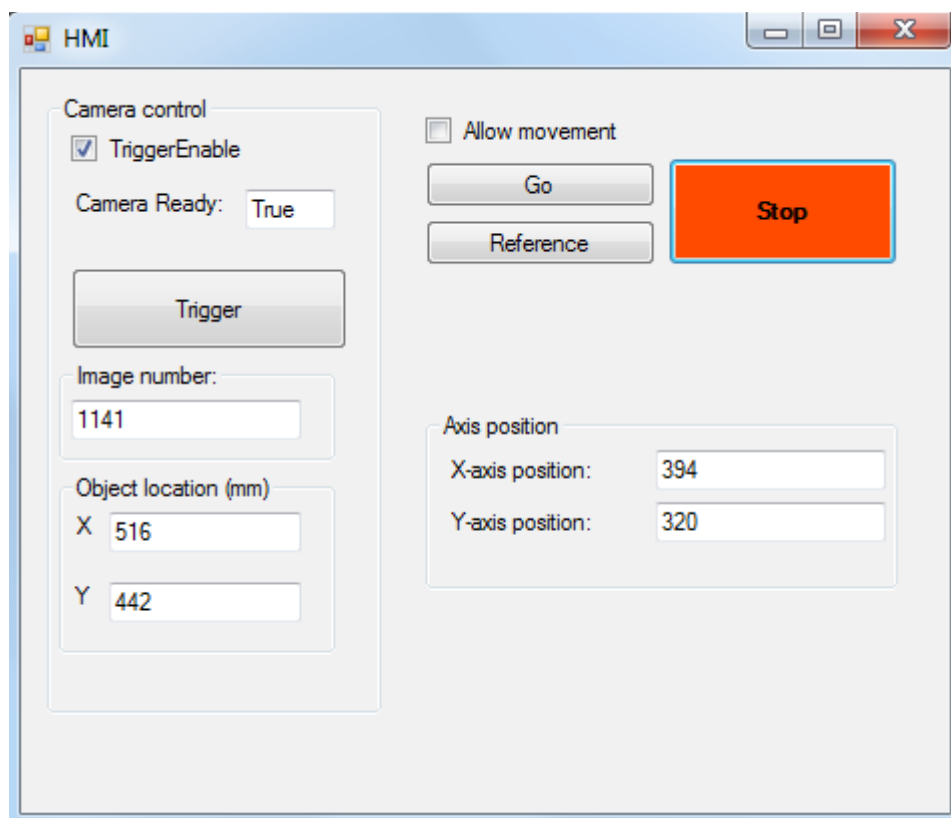 HMI
Camera control
TriggerEnable
Camera Ready: True
Trigger
Image number:
1141
Object location (mm)
X 516
Y 442
Allow movement
Go
Reference
Stop
Axis position
X-axis position: 394
Y-axis position: 320